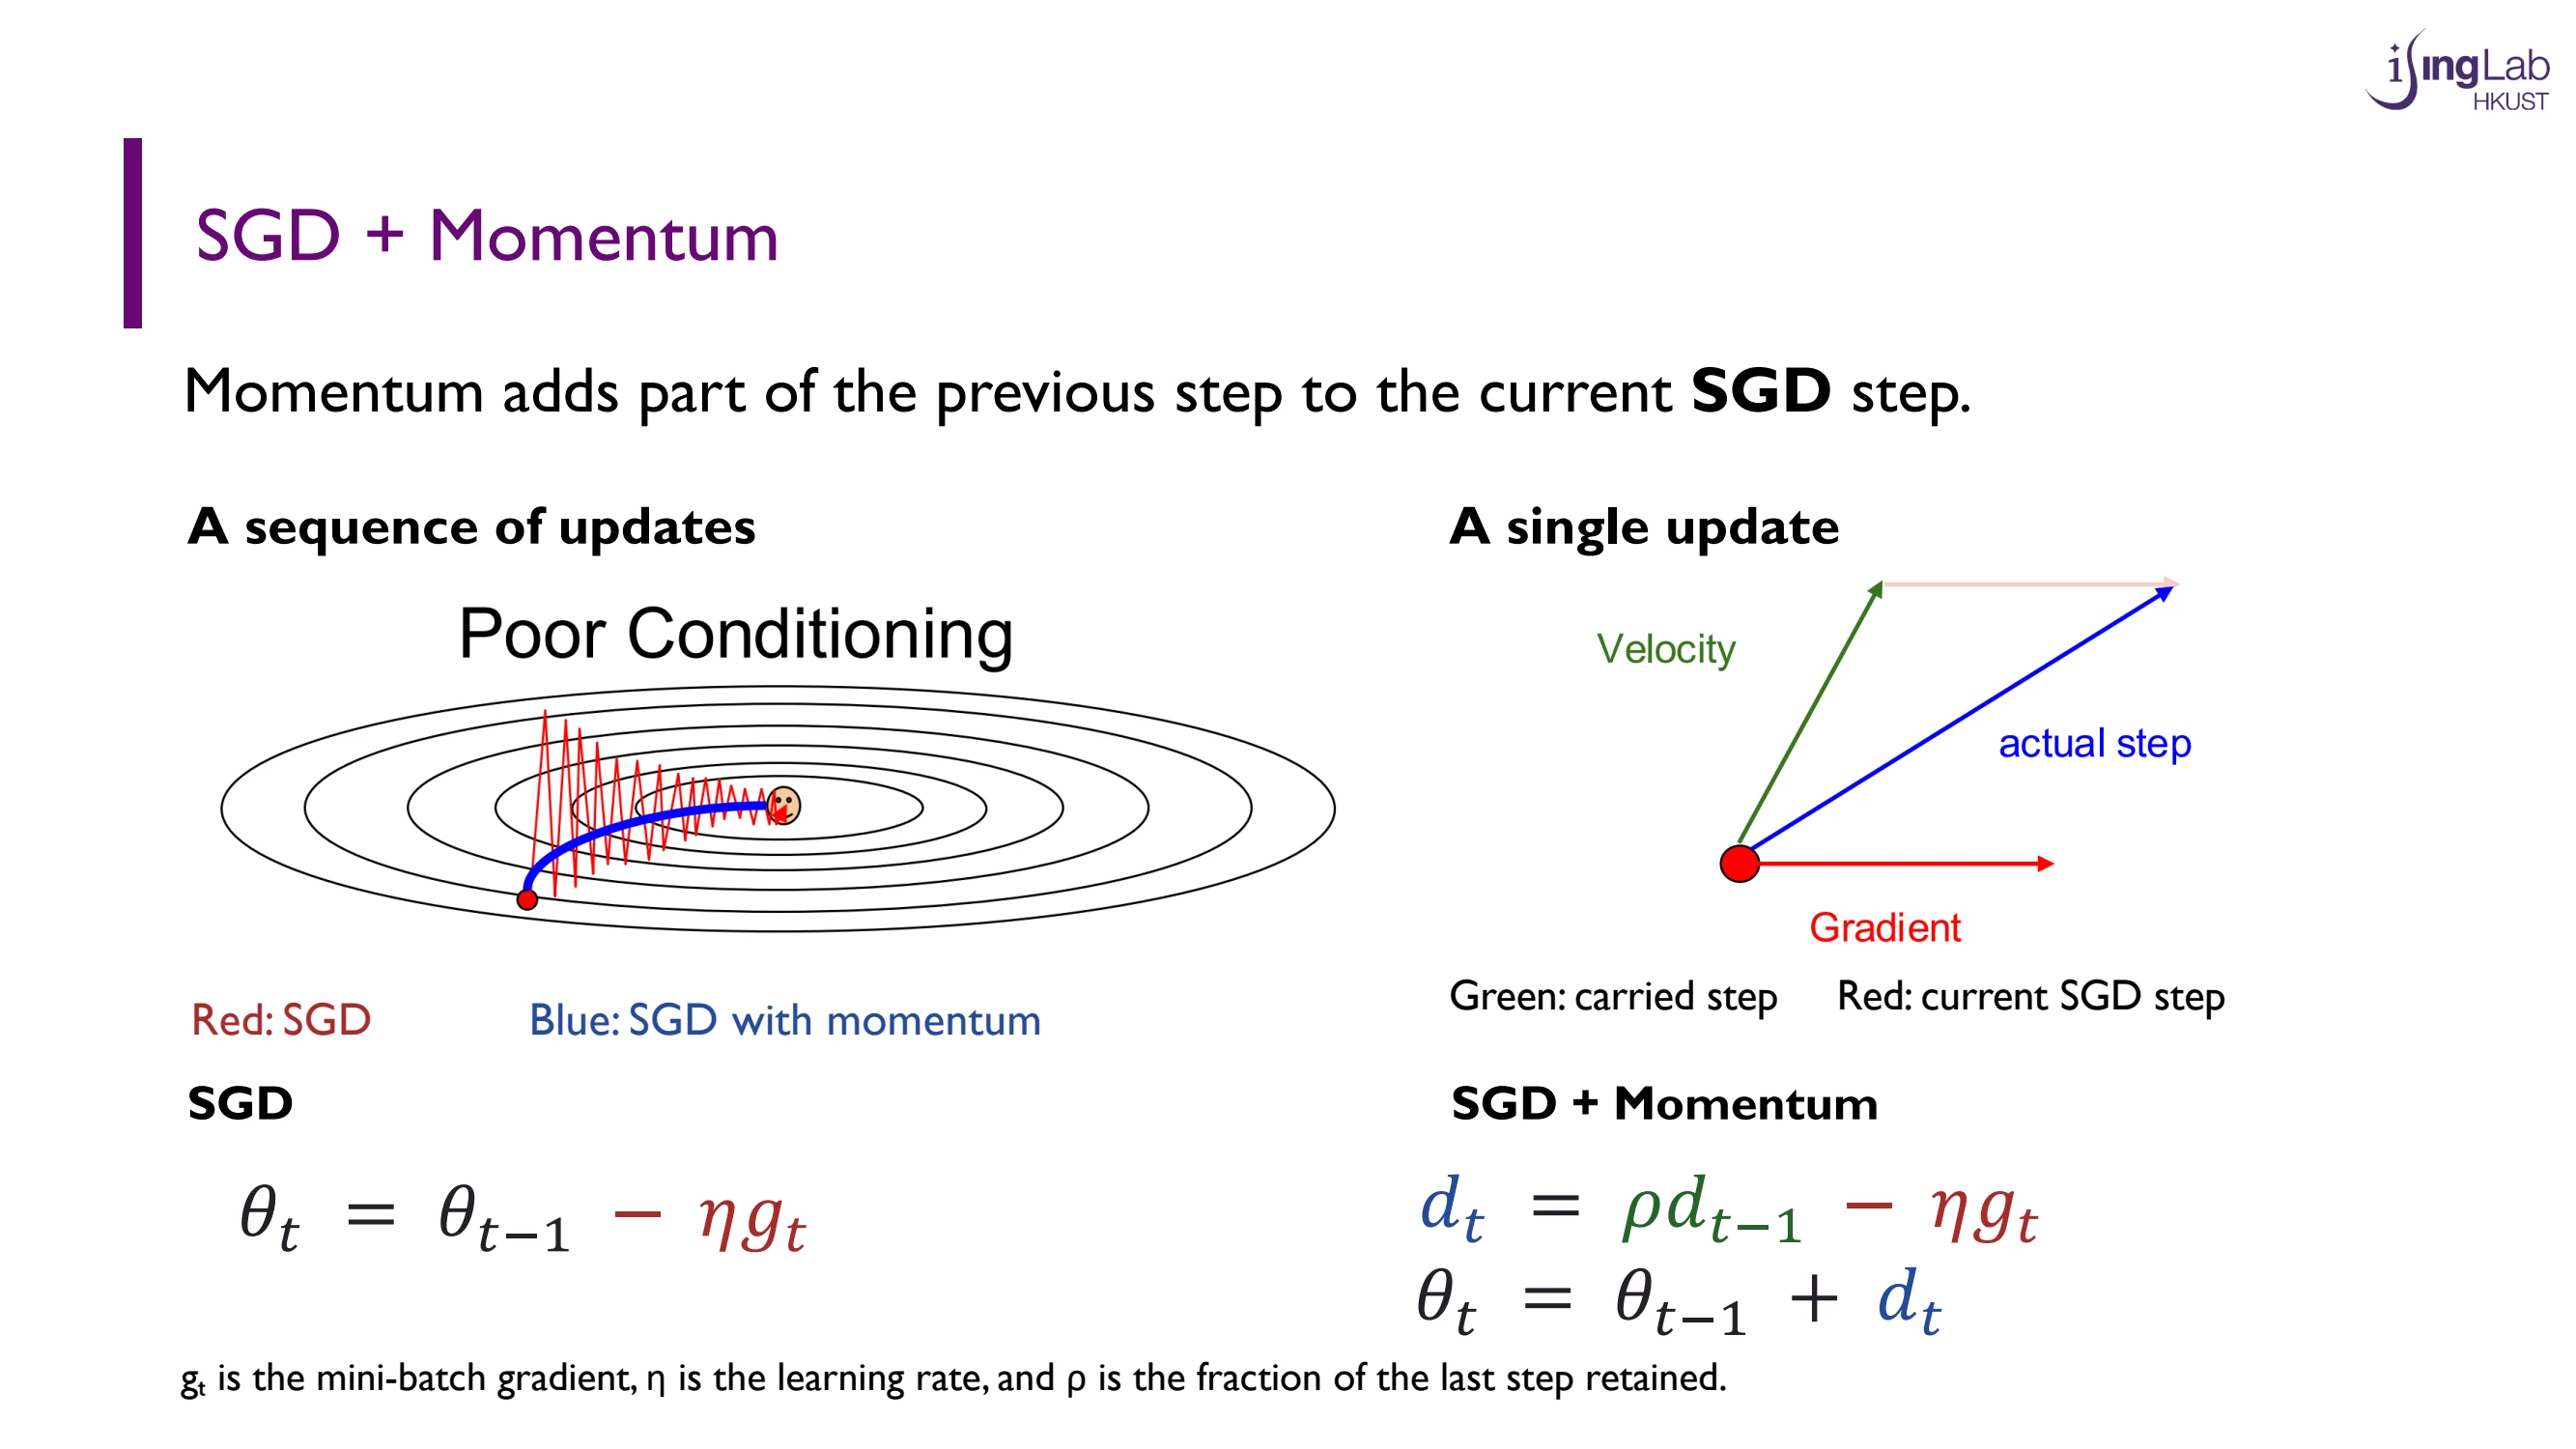 iSingLab
HKUST
SGD + Momentum
Momentum adds part of the previous step to the current SGD step.
A sequence of updates
Poor Conditioning
Red: SGD
Blue: SGD with momentum
A single update
Velocity
actual step
Gradient
Green: carried step
Red: current SGD step
SGD
θₜ = θₜ₋₁ − ηgₜ
SGD + Momentum
dₜ = ρdₜ₋₁ − ηgₜ
θₜ = θₜ₋₁ + dₜ
gₜ is the mini-batch gradient, η is the learning rate, and ρ is the fraction of the last step retained.